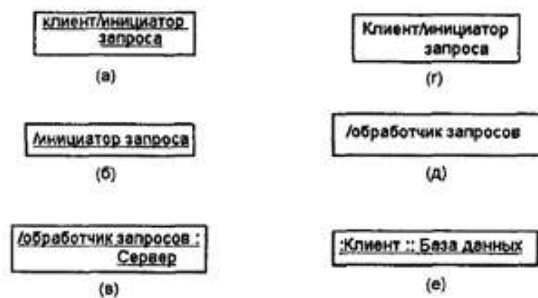 клиент/инициатор
запроса
(а)
Клиент/инициатор
запроса
(г)
/инициатор запроса
(б)
/обработчик запросов
(д)
/обработчик запросов :
Сервер
(в)
:Клиент :: База данных
(е)